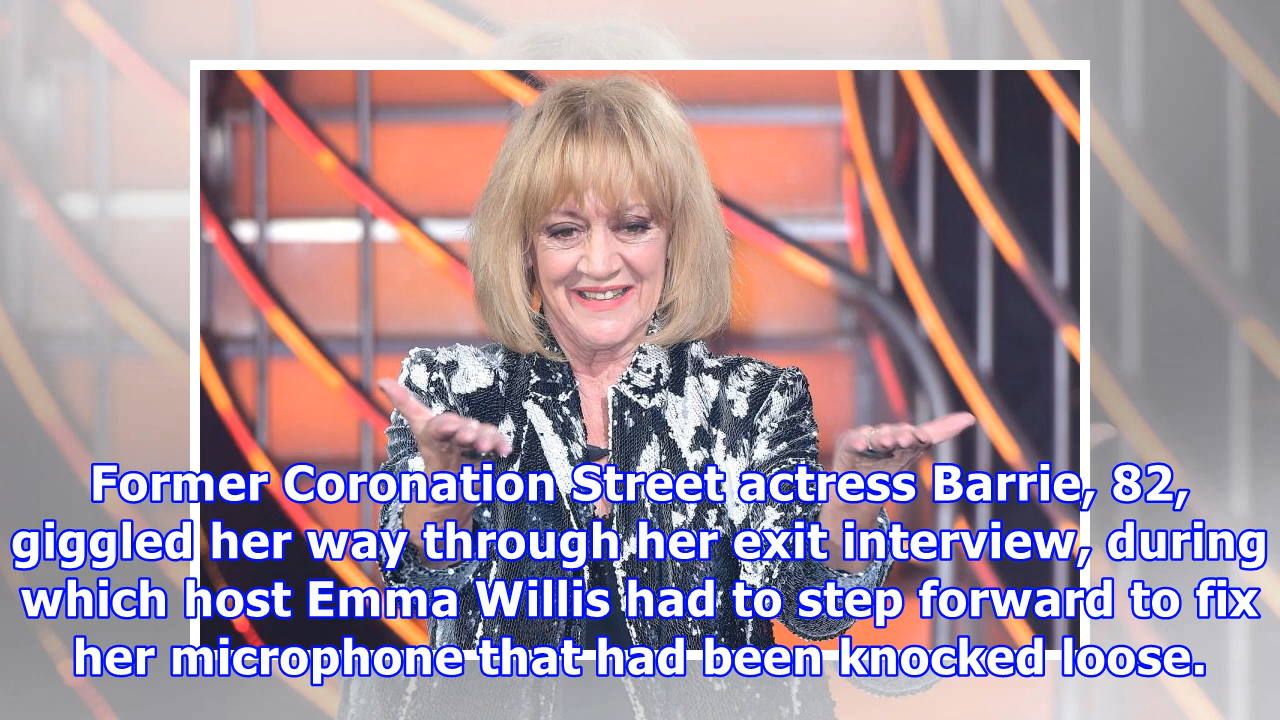 Former Coronation Street actress Barrie, 82,
giggled her way through her exit interview, during
which host Emma Willis had to step forward to fix
her microphone that had been knocked loose.